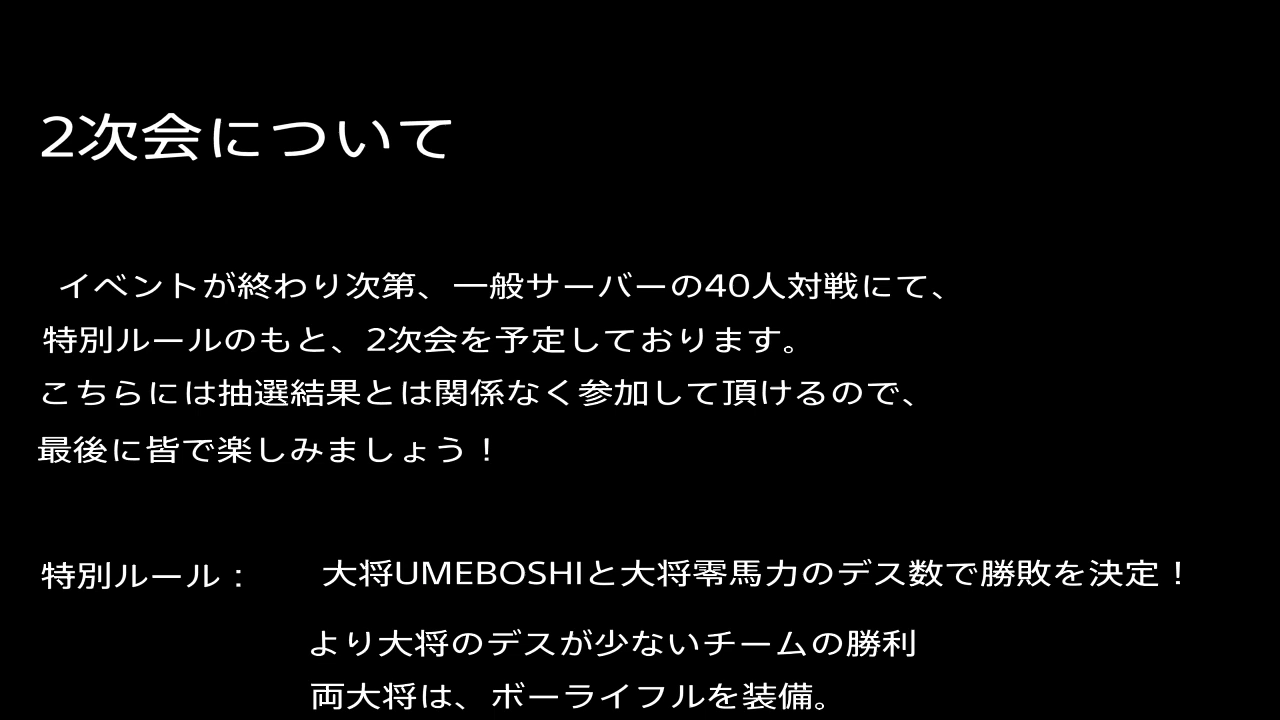 2次会について
イベントが終わり次第、一般サーバーの40人対戦にて、
特別ルールのもと、2次会を予定しております。
こちらには抽選結果とは関係なく参加して頂けるので、
最後に皆で楽しみましょう！
特別ルール： 大将UMEBOSHIと大将零馬力のデス数で勝敗を決定！
より大将のデスが少ないチームの勝利
両大将は、ボーライフルを装備。